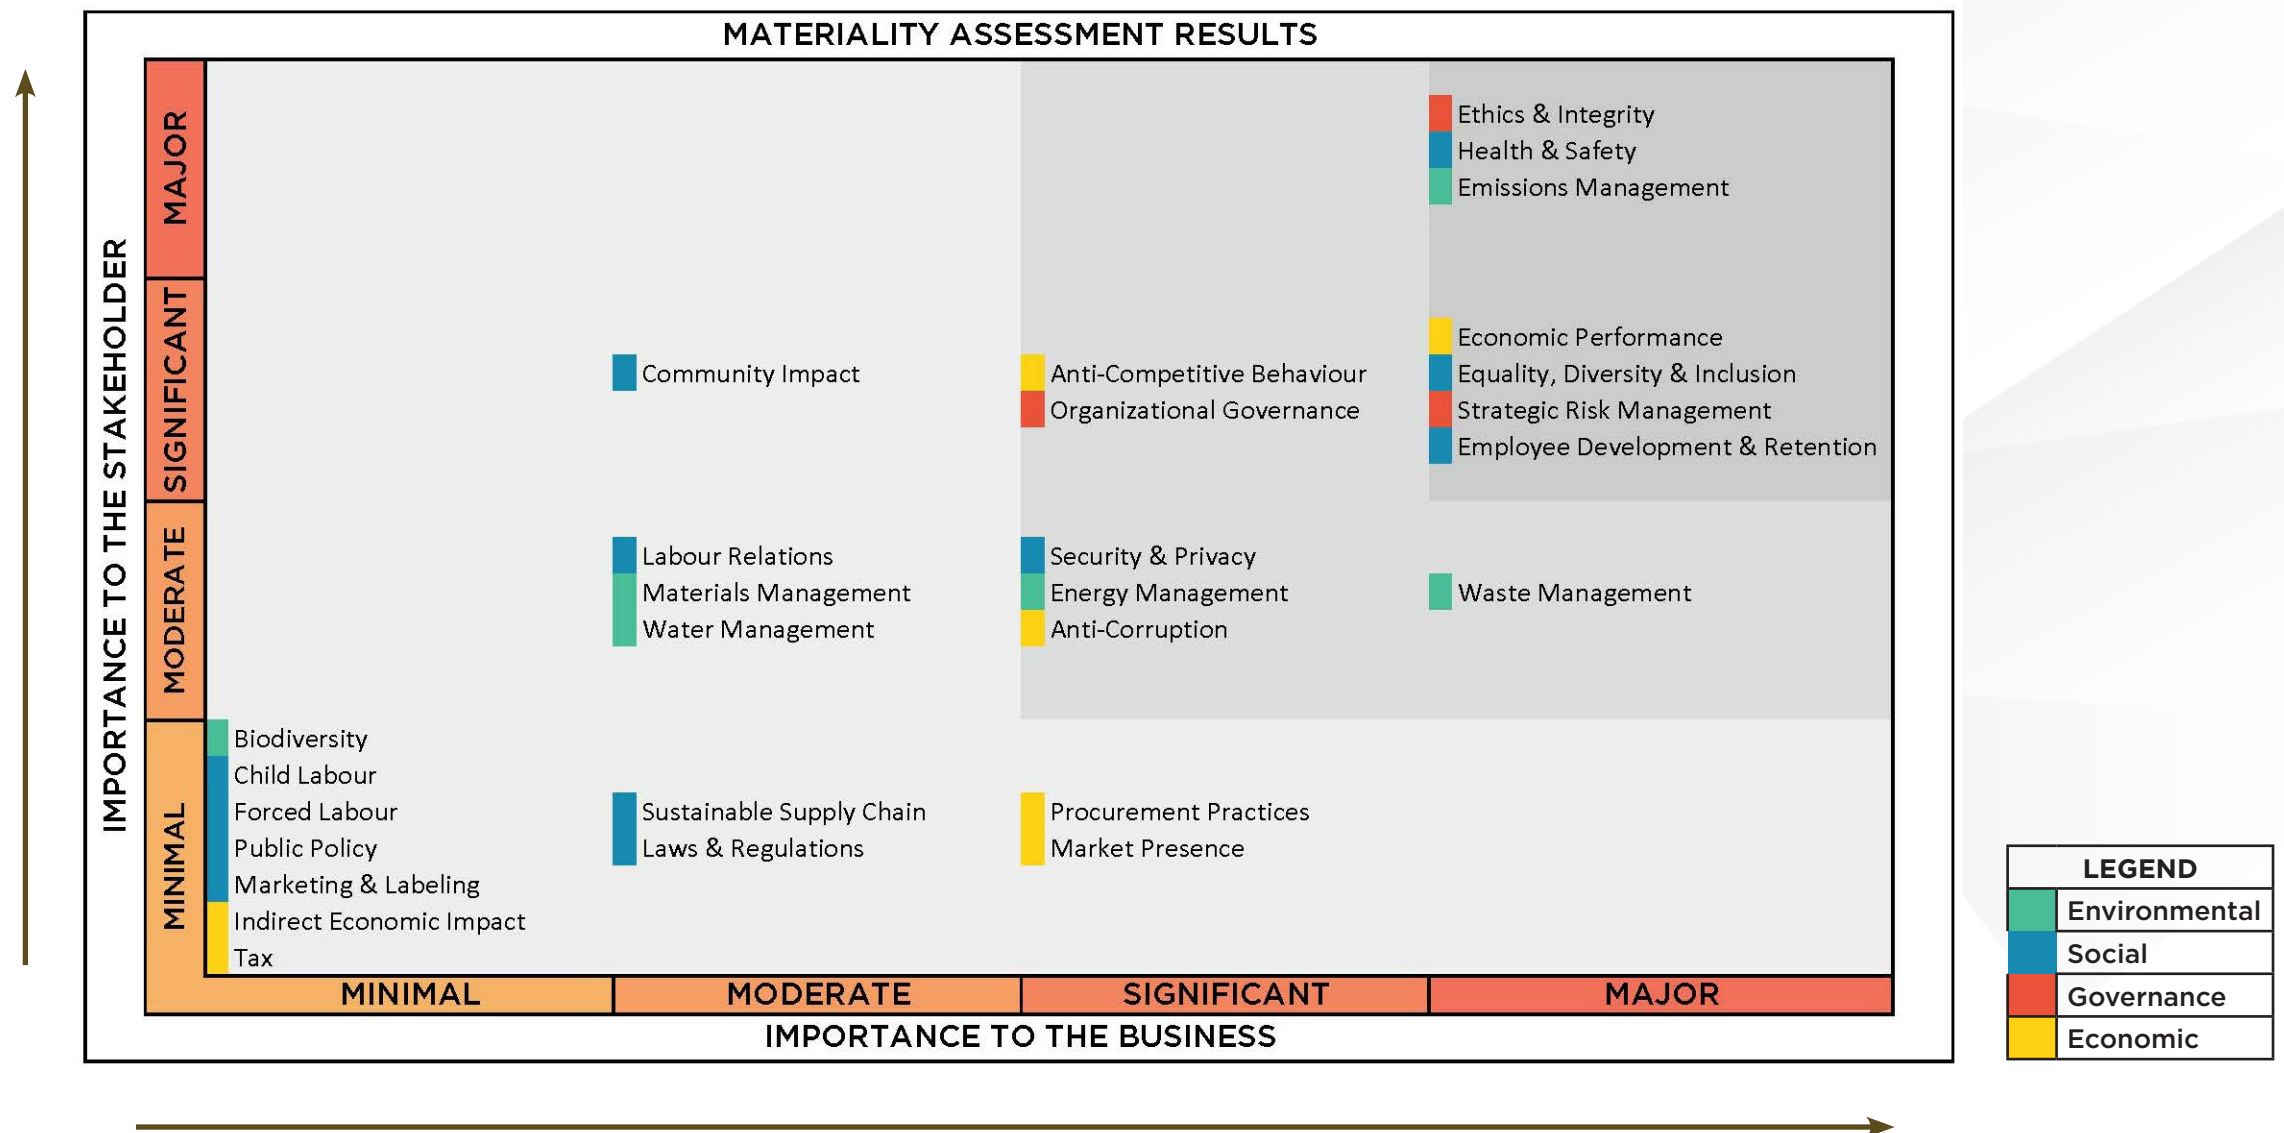 MATERIALITY ASSESSMENT RESULTS
IMPORTANCE TO THE STAKEHOLDER
MAJOR
Ethics & Integrity
Health & Safety
Emissions Management
SIGNIFICANT
Community Impact
Anti-Competitive Behaviour
Organizational Governance
Economic Performance
Equality, Diversity & Inclusion
Strategic Risk Management
Employee Development & Retention
MODERATE
Labour Relations
Materials Management
Water Management
Security & Privacy
Energy Management
Anti-Corruption
Waste Management
MINIMAL
Biodiversity
Child Labour
Forced Labour
Public Policy
Marketing & Labeling
Indirect Economic Impact
Tax
Sustainable Supply Chain
Laws & Regulations
Procurement Practices
Market Presence
MINIMAL
MODERATE
SIGNIFICANT
MAJOR
IMPORTANCE TO THE BUSINESS
LEGEND
Environmental
Social
Governance
Economic